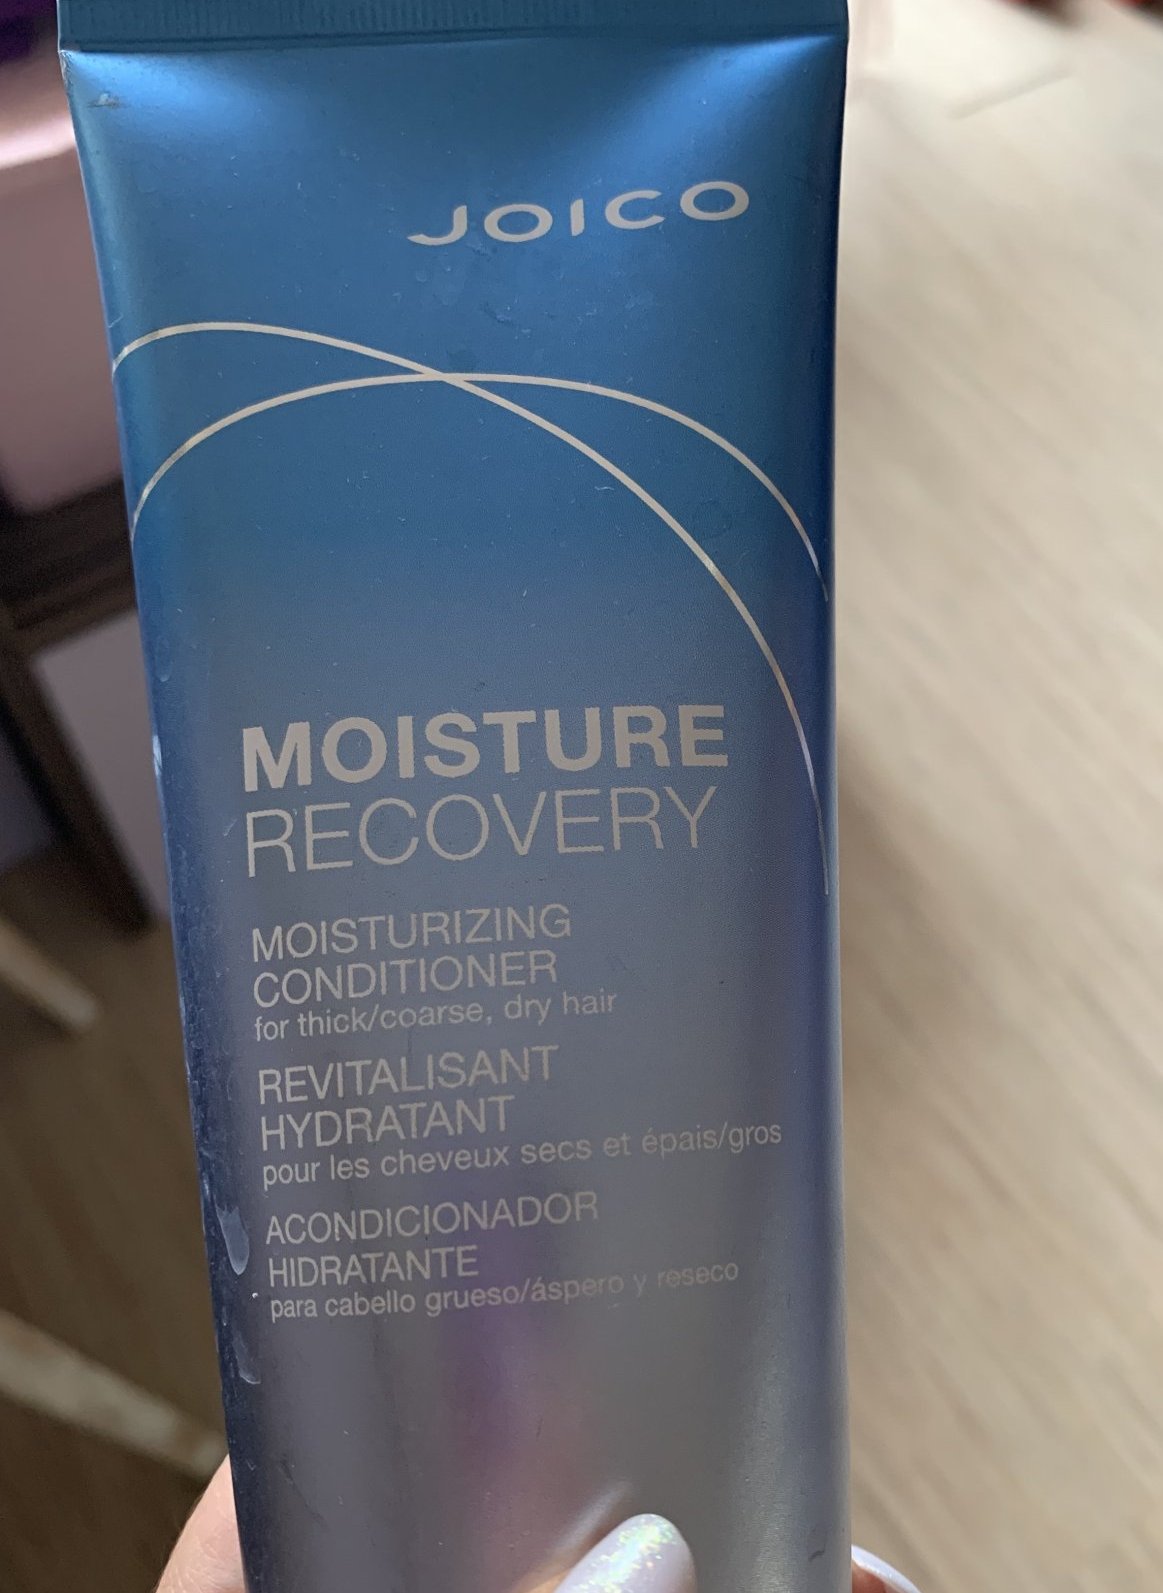 JOICO
MOISTURE
RECOVERY
MOISTURIZING
CONDITIONER
for thick/coarse, dry hair
REVITALISANT
HYDRATANT
pour les cheveux secs et épais/gros
ACONDICIONADOR
HIDRATANTE
para cabello grueso/áspero y reseco